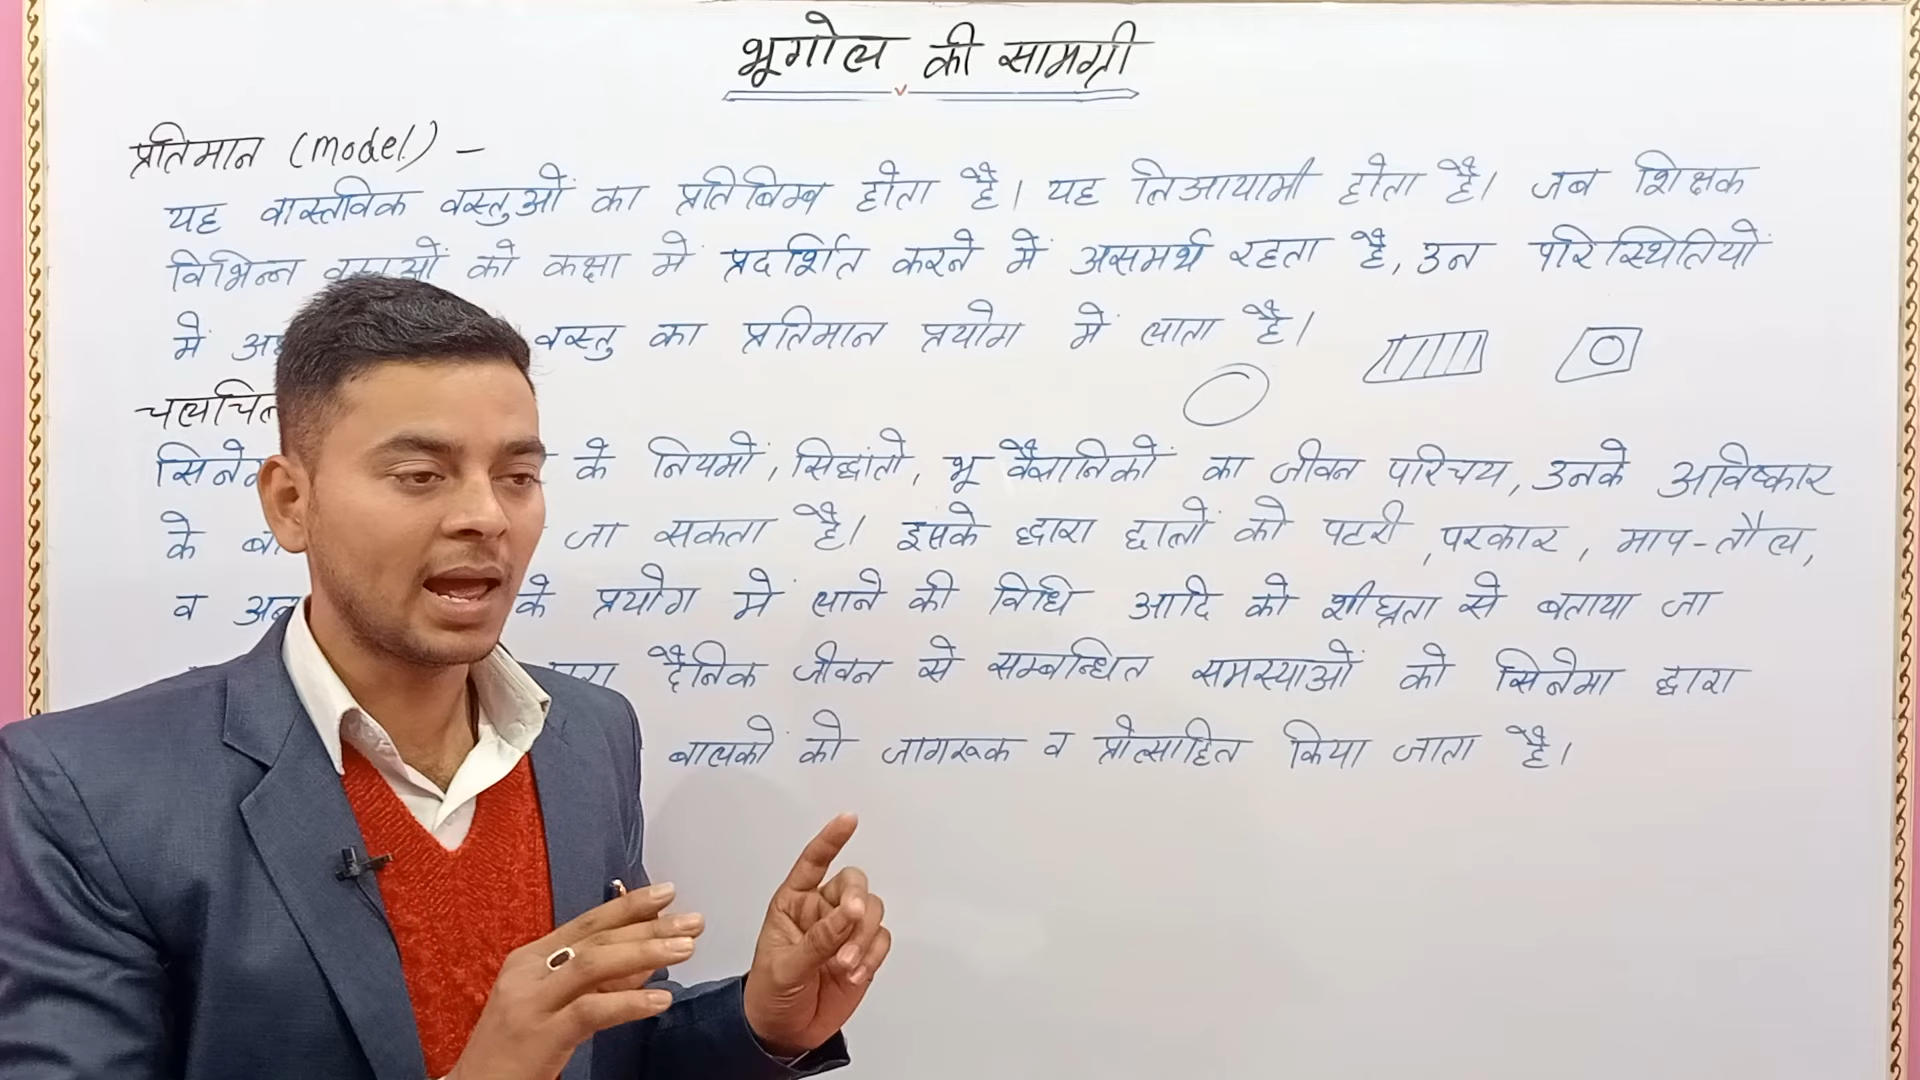 भूगोल की सामग्री
प्रतिमान (model) -
यह वास्तविक वस्तुओं का प्रतिबिम्ब होता है। यह त्रिआयामी होता है। जब शिक्षक
विभिन्न को कक्षा में प्रदर्शित करने में असमर्थ रहता है, उन परिस्थितियों
में वस्तु का प्रतिमान प्रयोग में लाता है।
के नियमों, सिद्धांतो, भू वैज्ञानिकों का जीवन परिचय, उनके अविष्कार
के जा सकता है। इसके द्वारा छात्रों को पटरी, परकार, माप-तौल,
व के प्रयोग में लाने की विधि आदि को शीघ्रता से बताया जा
दैनिक जीवन से सम्बन्धित समस्याओं को सिनेमा द्वारा
बालकों को जागरूक व प्रोत्साहित किया जाता है।